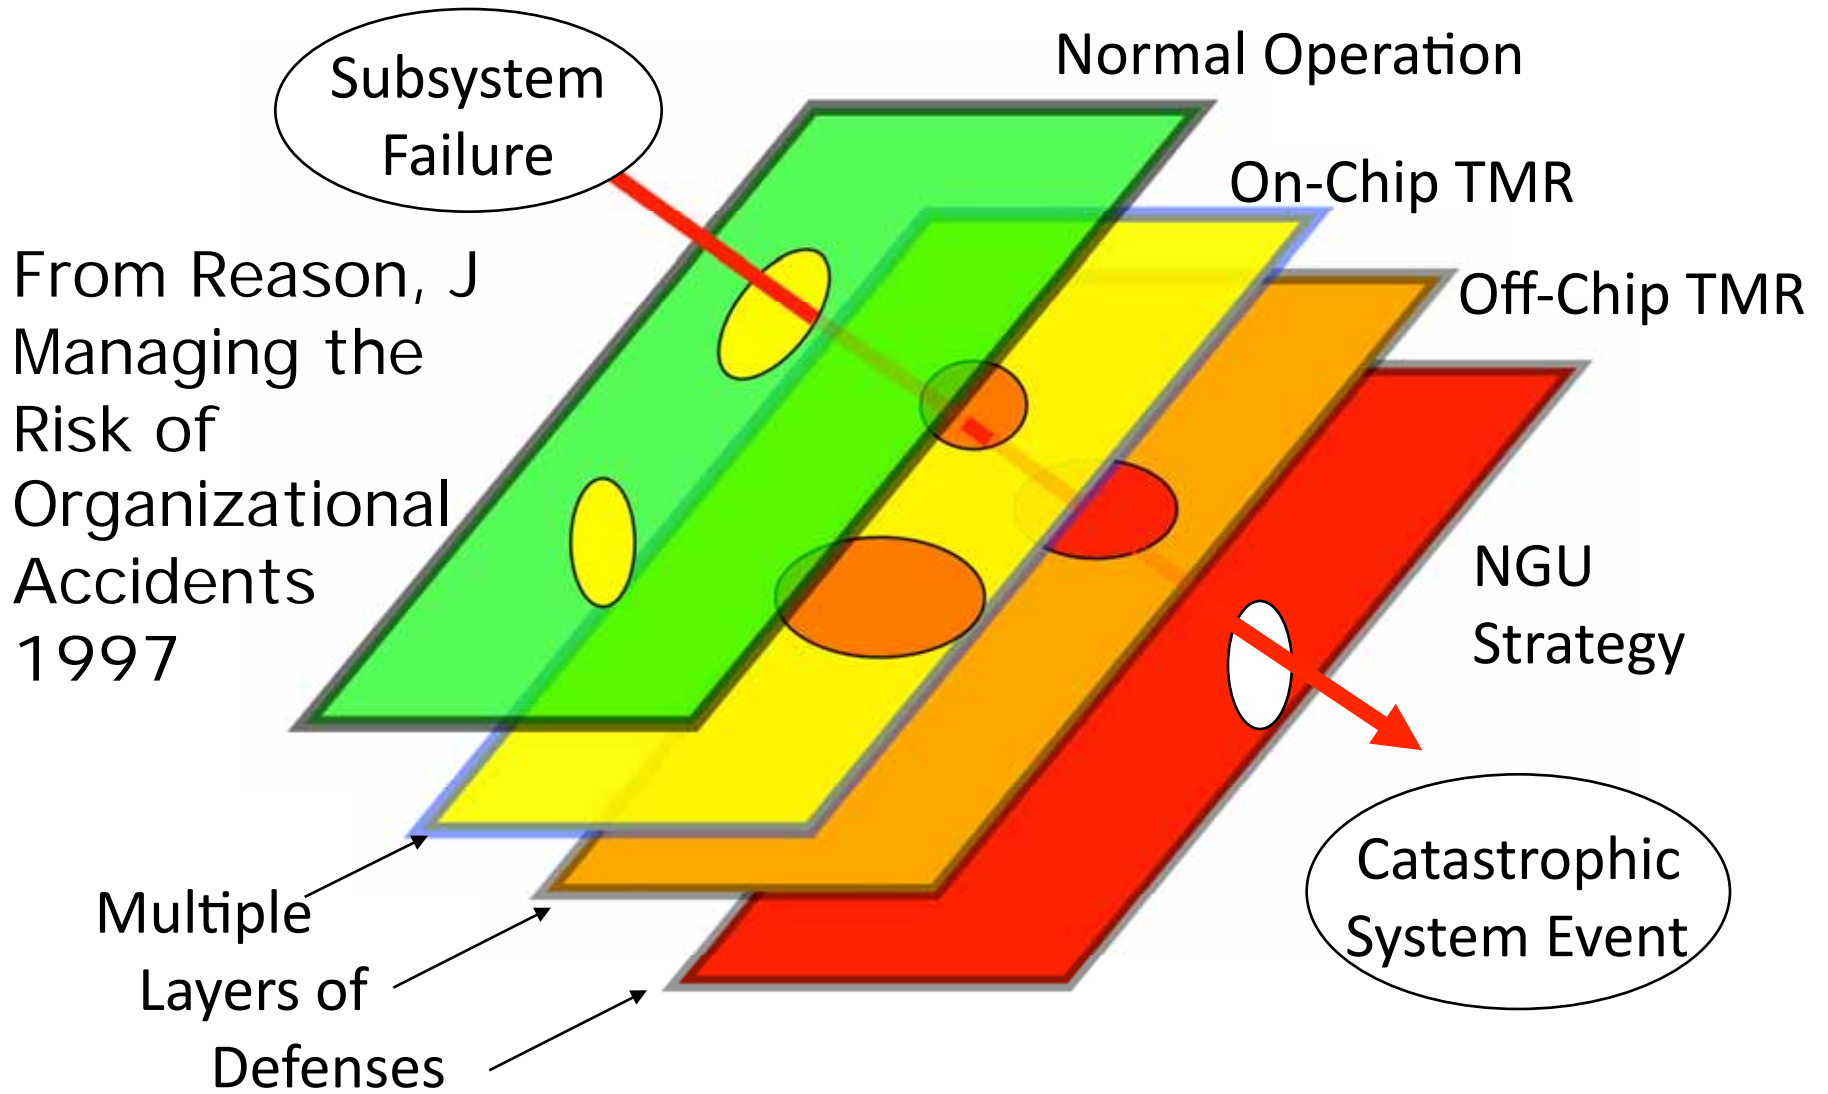 Subsystem
Failure
Normal Operation
On-Chip TMR
Off-Chip TMR
From Reason, J
Managing the
Risk of
Organizational
Accidents
1997
NGU
Strategy
Catastrophic
System Event
Multiple
Layers of
Defenses